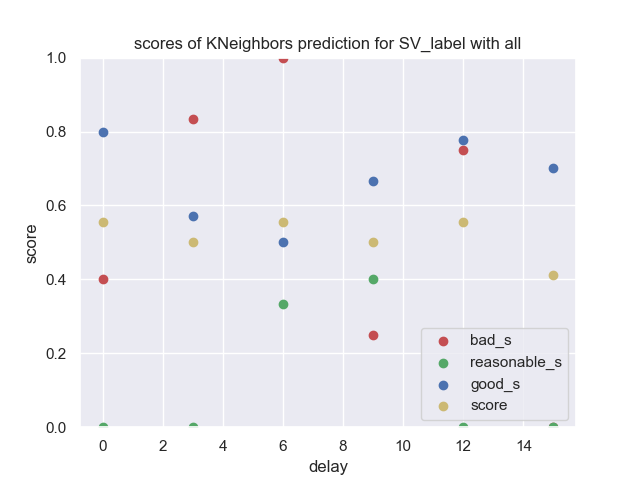 scores of KNeighbors prediction for SV_label with all
1.0
0.8
0.6
0.4
0.2
0.0
score
0 2 4 6 8 10 12 14
delay
bad_s
reasonable_s
good_s
score